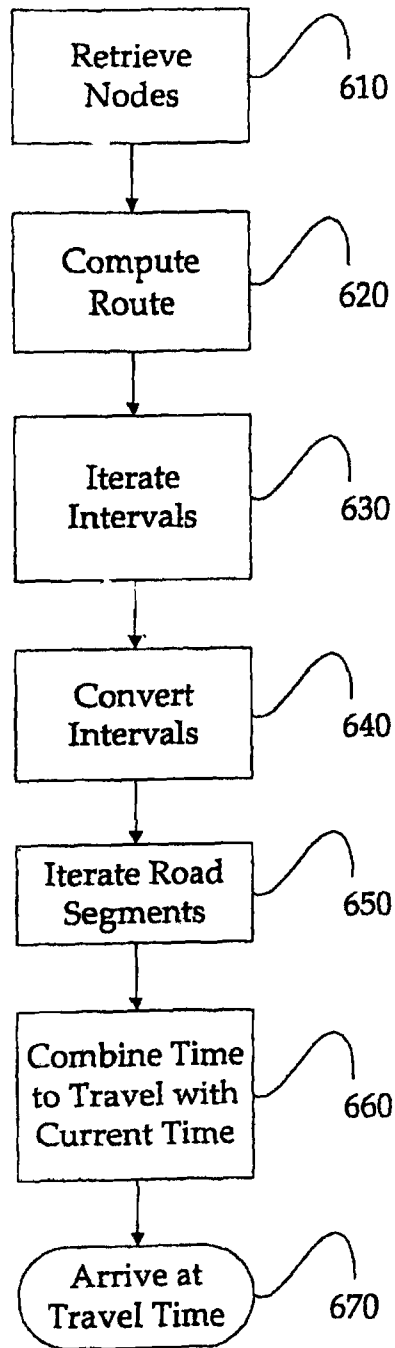 Retrieve
Nodes
610
Compute
Route
620
Iterate
Intervals
630
Convert
Intervals
640
Iterate Road
Segments
650
Combine Time
to Travel with
Current Time
660
Arrive at
Travel Time
670